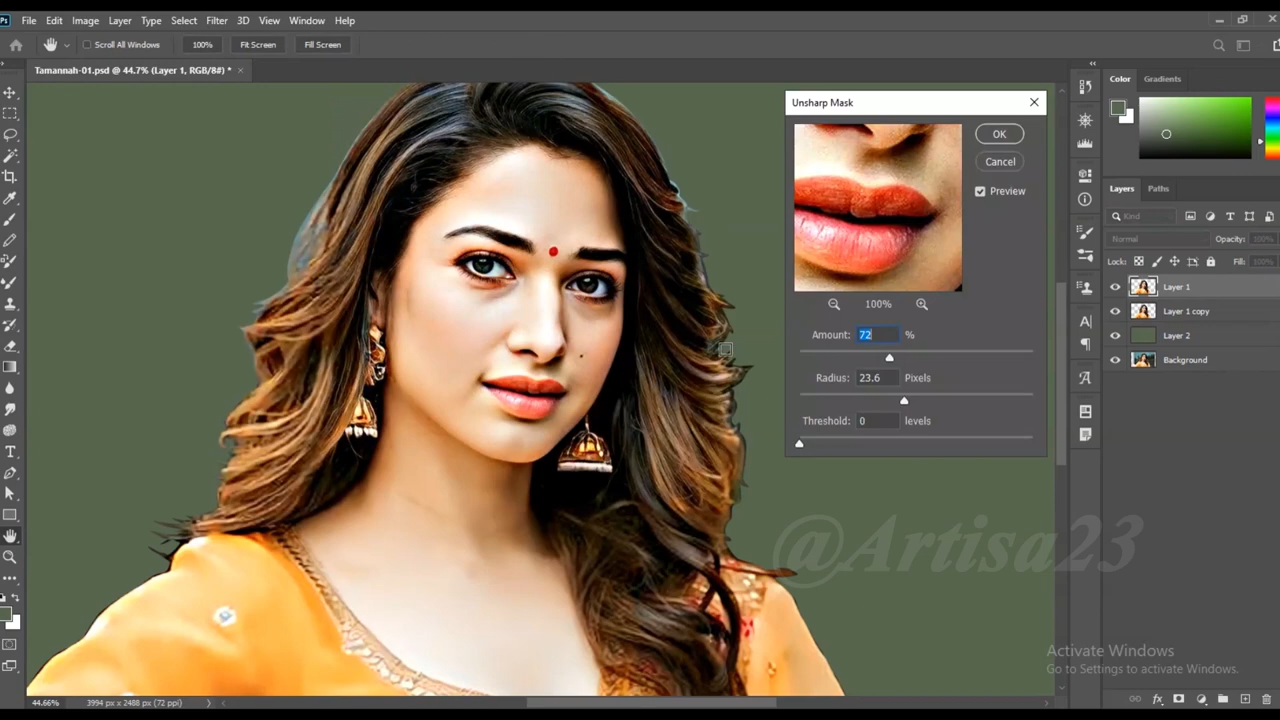 Ps File Edit Image Layer Type Select Filter 3D View Window Help
Scroll All Windows 100% Fit Screen Fill Screen
Tamannah-01.psd @ 44.7% (Layer 1, RGB/8#) * ×
Unsharp Mask
OK
Cancel
Preview
100%
Amount: 72 %
Radius: 23.6 Pixels
Threshold: 0 levels
Color Gradients
Layers Paths
Kind
Normal Opacity: 100%
Lock: Fill: 100%
Layer 1
Layer 1 copy
Layer 2
Background
@Artisa23
Activate Windows
Go to Settings to activate Windows.
44.66% 3994 px x 2488 px (72 ppi)